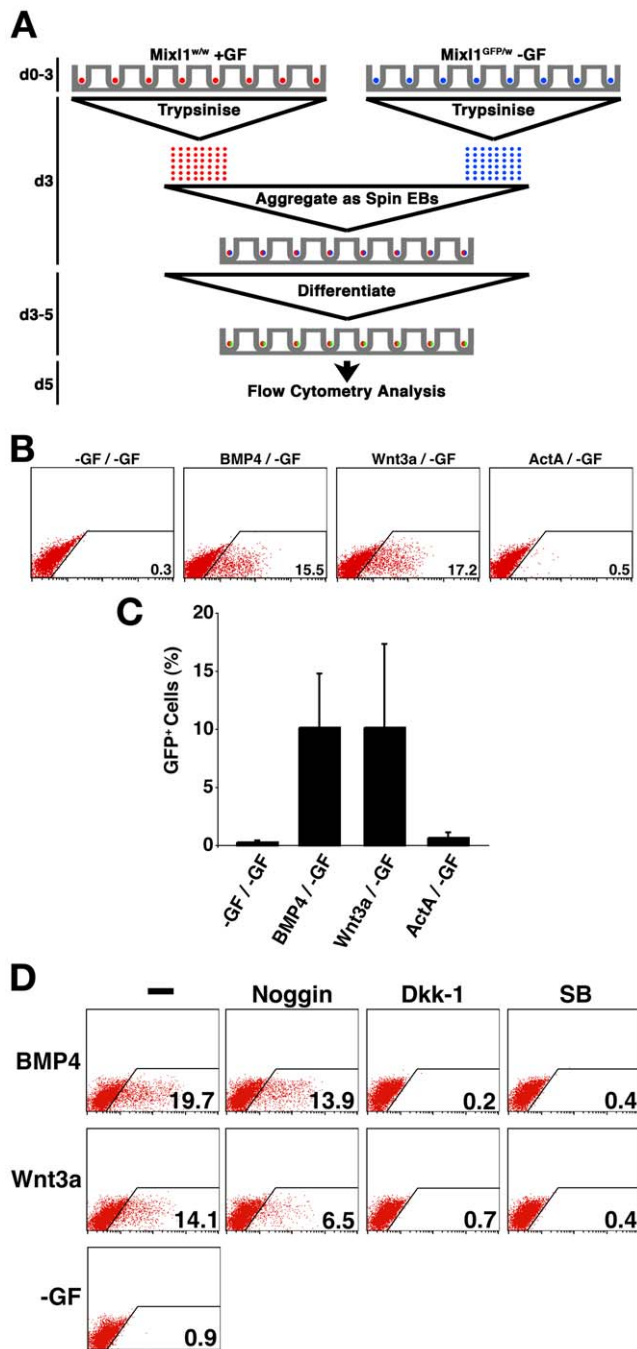 A
Mixl1w/w +GF
Mixl1GFP/w -GF
d0-3
Trypsinise
Trypsinise
d3
Aggregate as Spin EBs
Differentiate
d3-5
d5
Flow Cytometry Analysis
B
-GF / -GF
BMP4 / -GF
Wnt3a / -GF
ActA / -GF
0.3
15.5
17.2
0.5
C
GFP+ Cells (%)
20
15
10
5
0
-GF / -GF
BMP4 / -GF
Wnt3a / -GF
ActA / -GF
D
–
Noggin
Dkk-1
SB
BMP4
19.7
13.9
0.2
0.4
Wnt3a
14.1
6.5
0.7
0.4
-GF
0.9